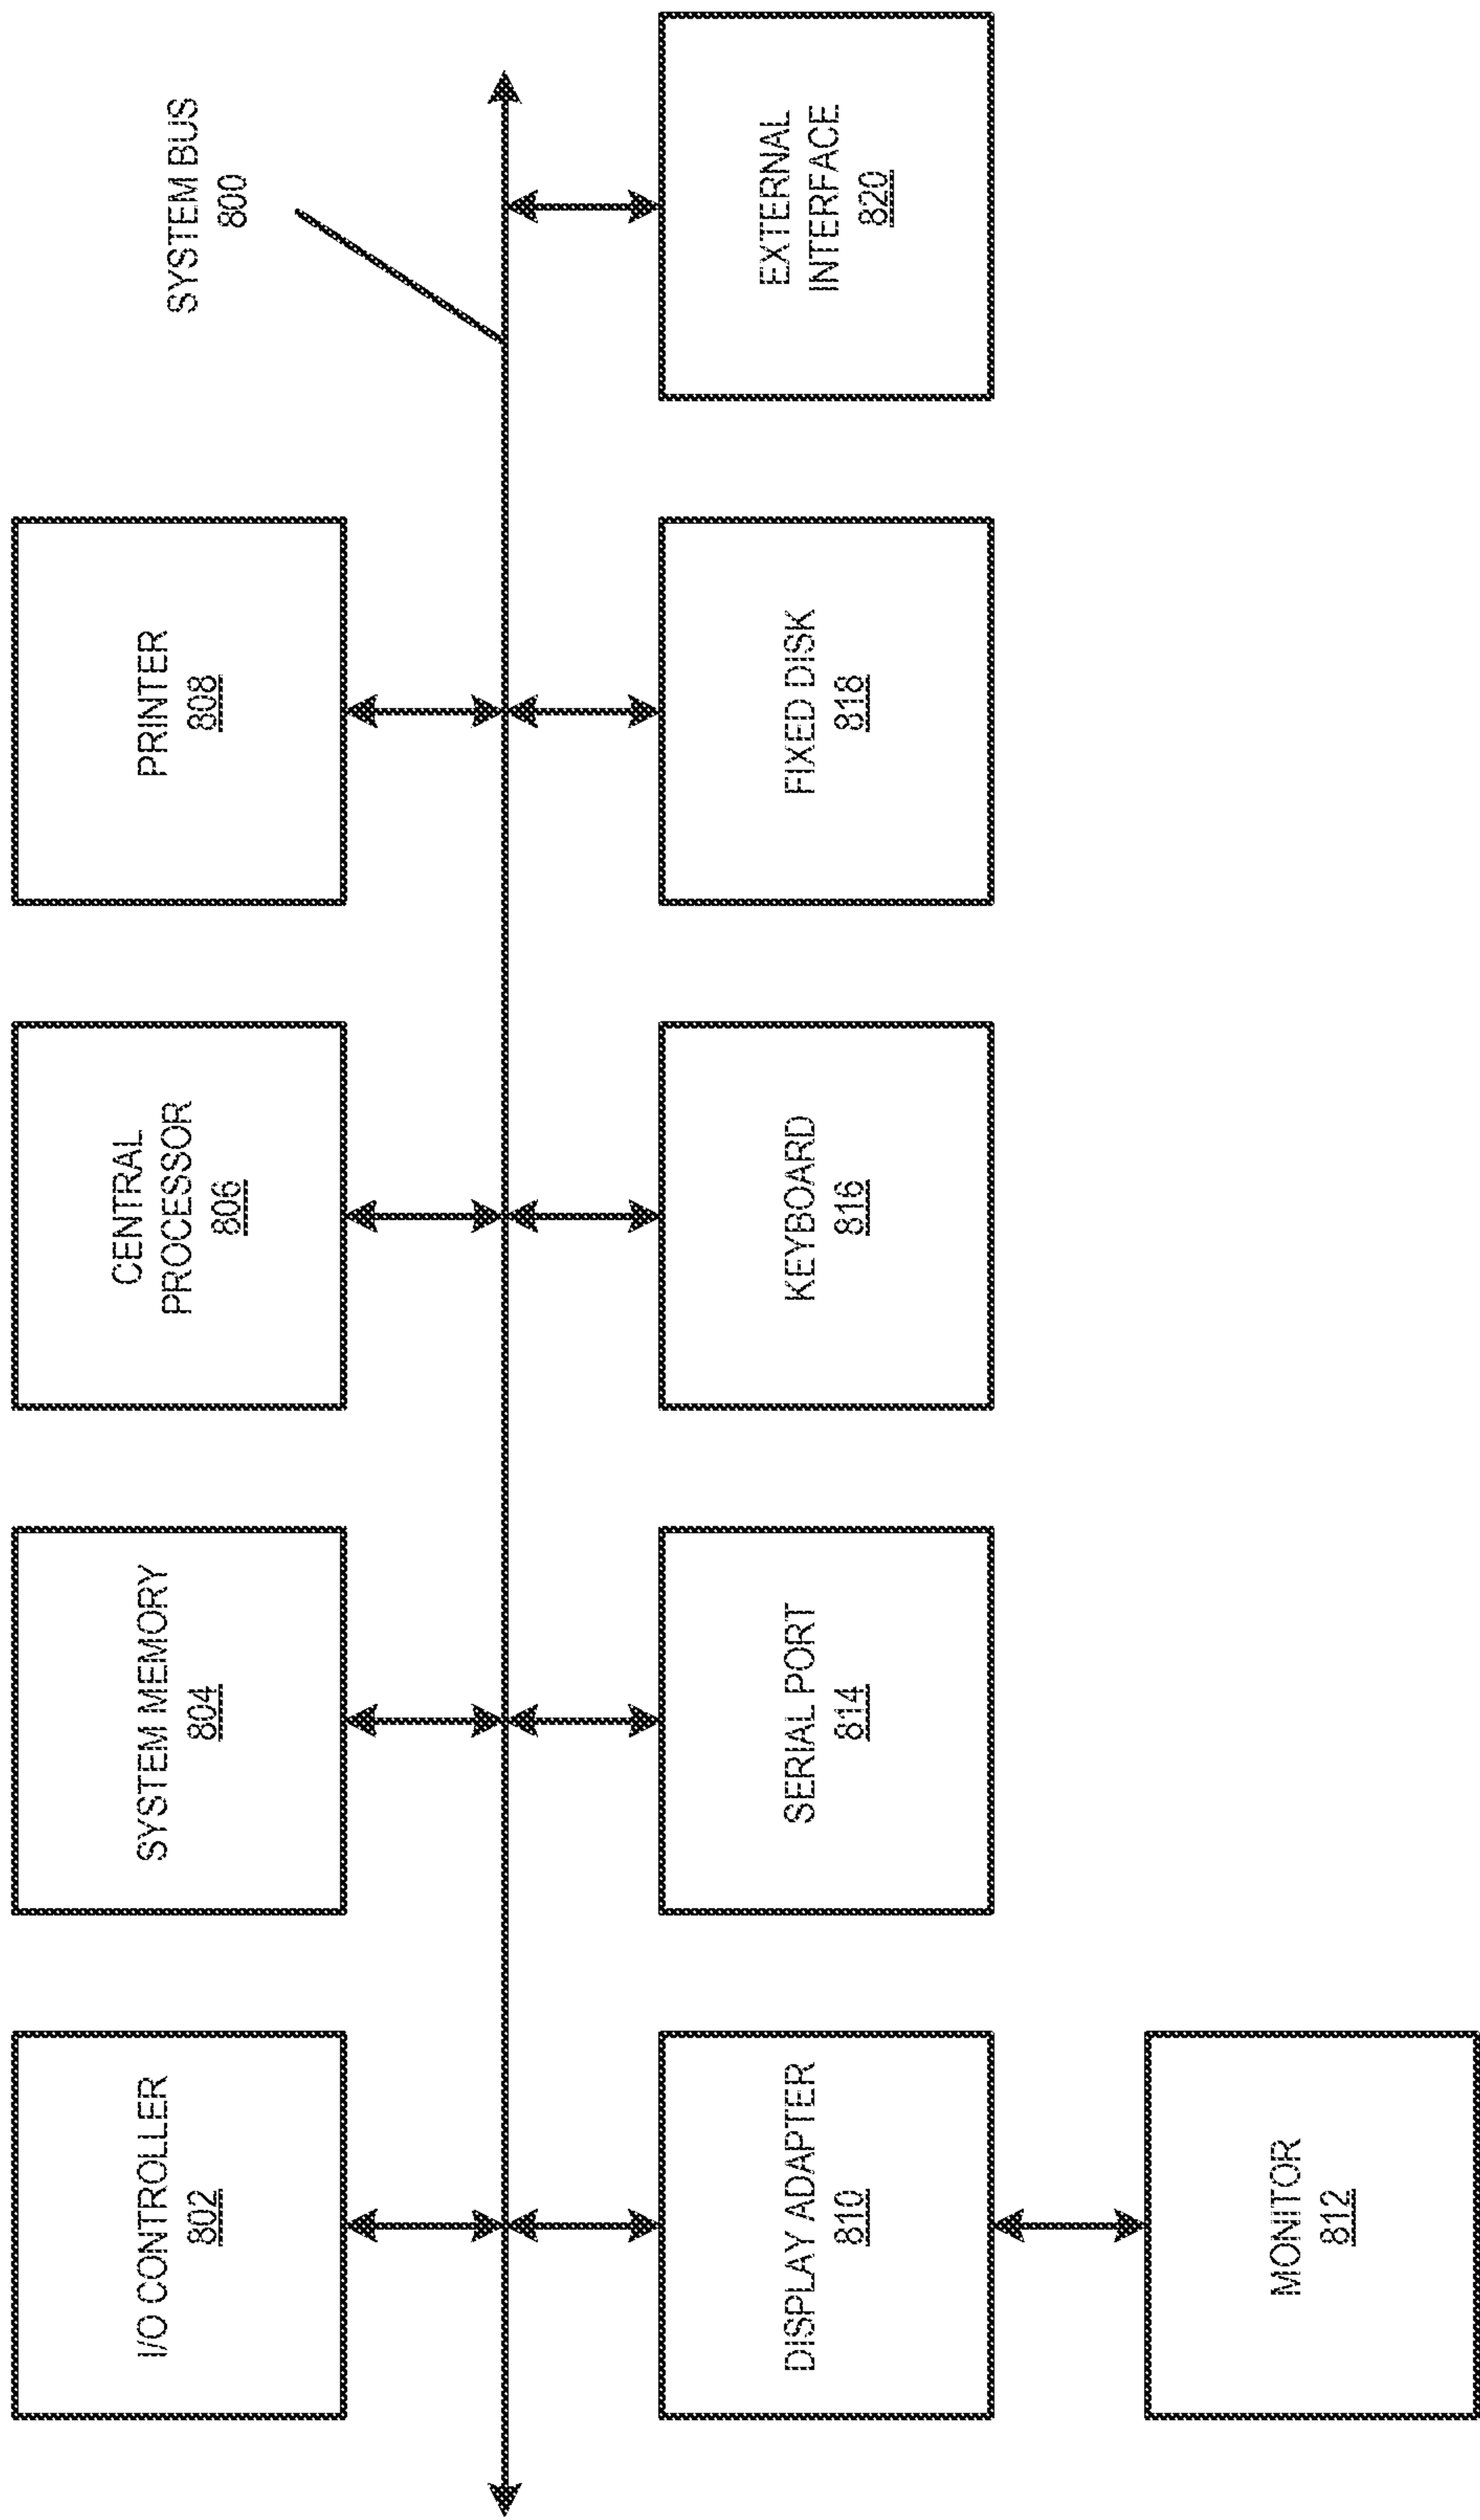 SYSTEM BUS
800
I/O CONTROLLER
802
SYSTEM MEMORY
804
CENTRAL
PROCESSOR
806
PRINTER
808
DISPLAY ADAPTER
810
SERIAL PORT
814
KEYBOARD
816
FIXED DISK
818
EXTERNAL
INTERFACE
820
MONITOR
812